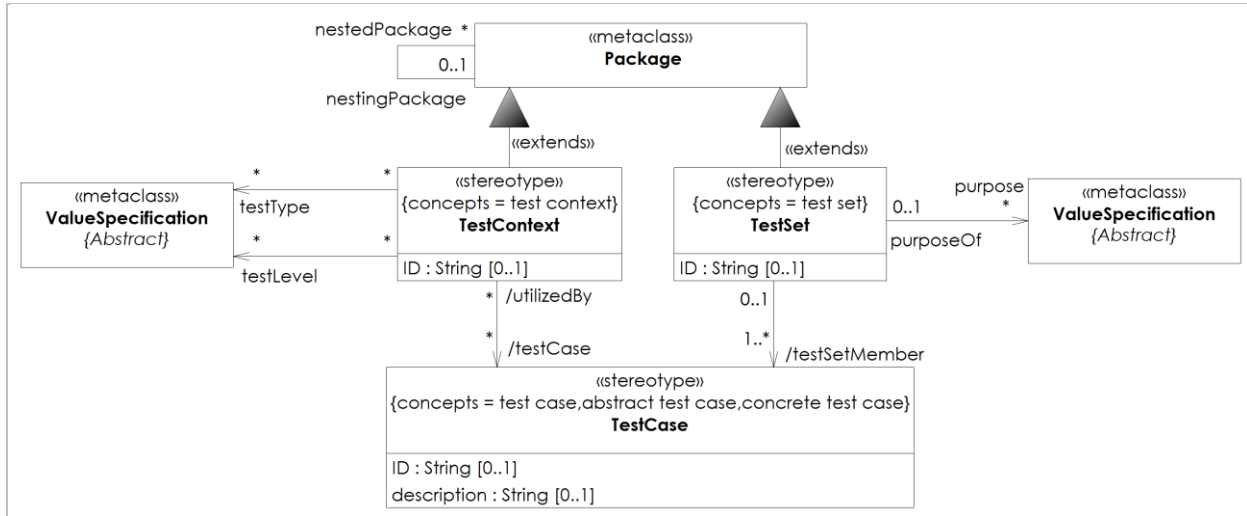 nestedPackage *
0..1
nestingPackage
«metaclass»
Package
«extends»
«extends»
«metaclass»
ValueSpecification
{Abstract}
* *
testType
* *
testLevel
«stereotype»
{concepts = test context}
TestContext
ID : String [0..1]
«stereotype»
{concepts = test set}
TestSet
ID : String [0..1]
purpose
0..1 *
purposeOf
«metaclass»
ValueSpecification
{Abstract}
* /utilizedBy
* /testCase
0..1
1..*
/testSetMember
«stereotype»
{concepts = test case,abstract test case,concrete test case}
TestCase
ID : String [0..1]
description : String [0..1]